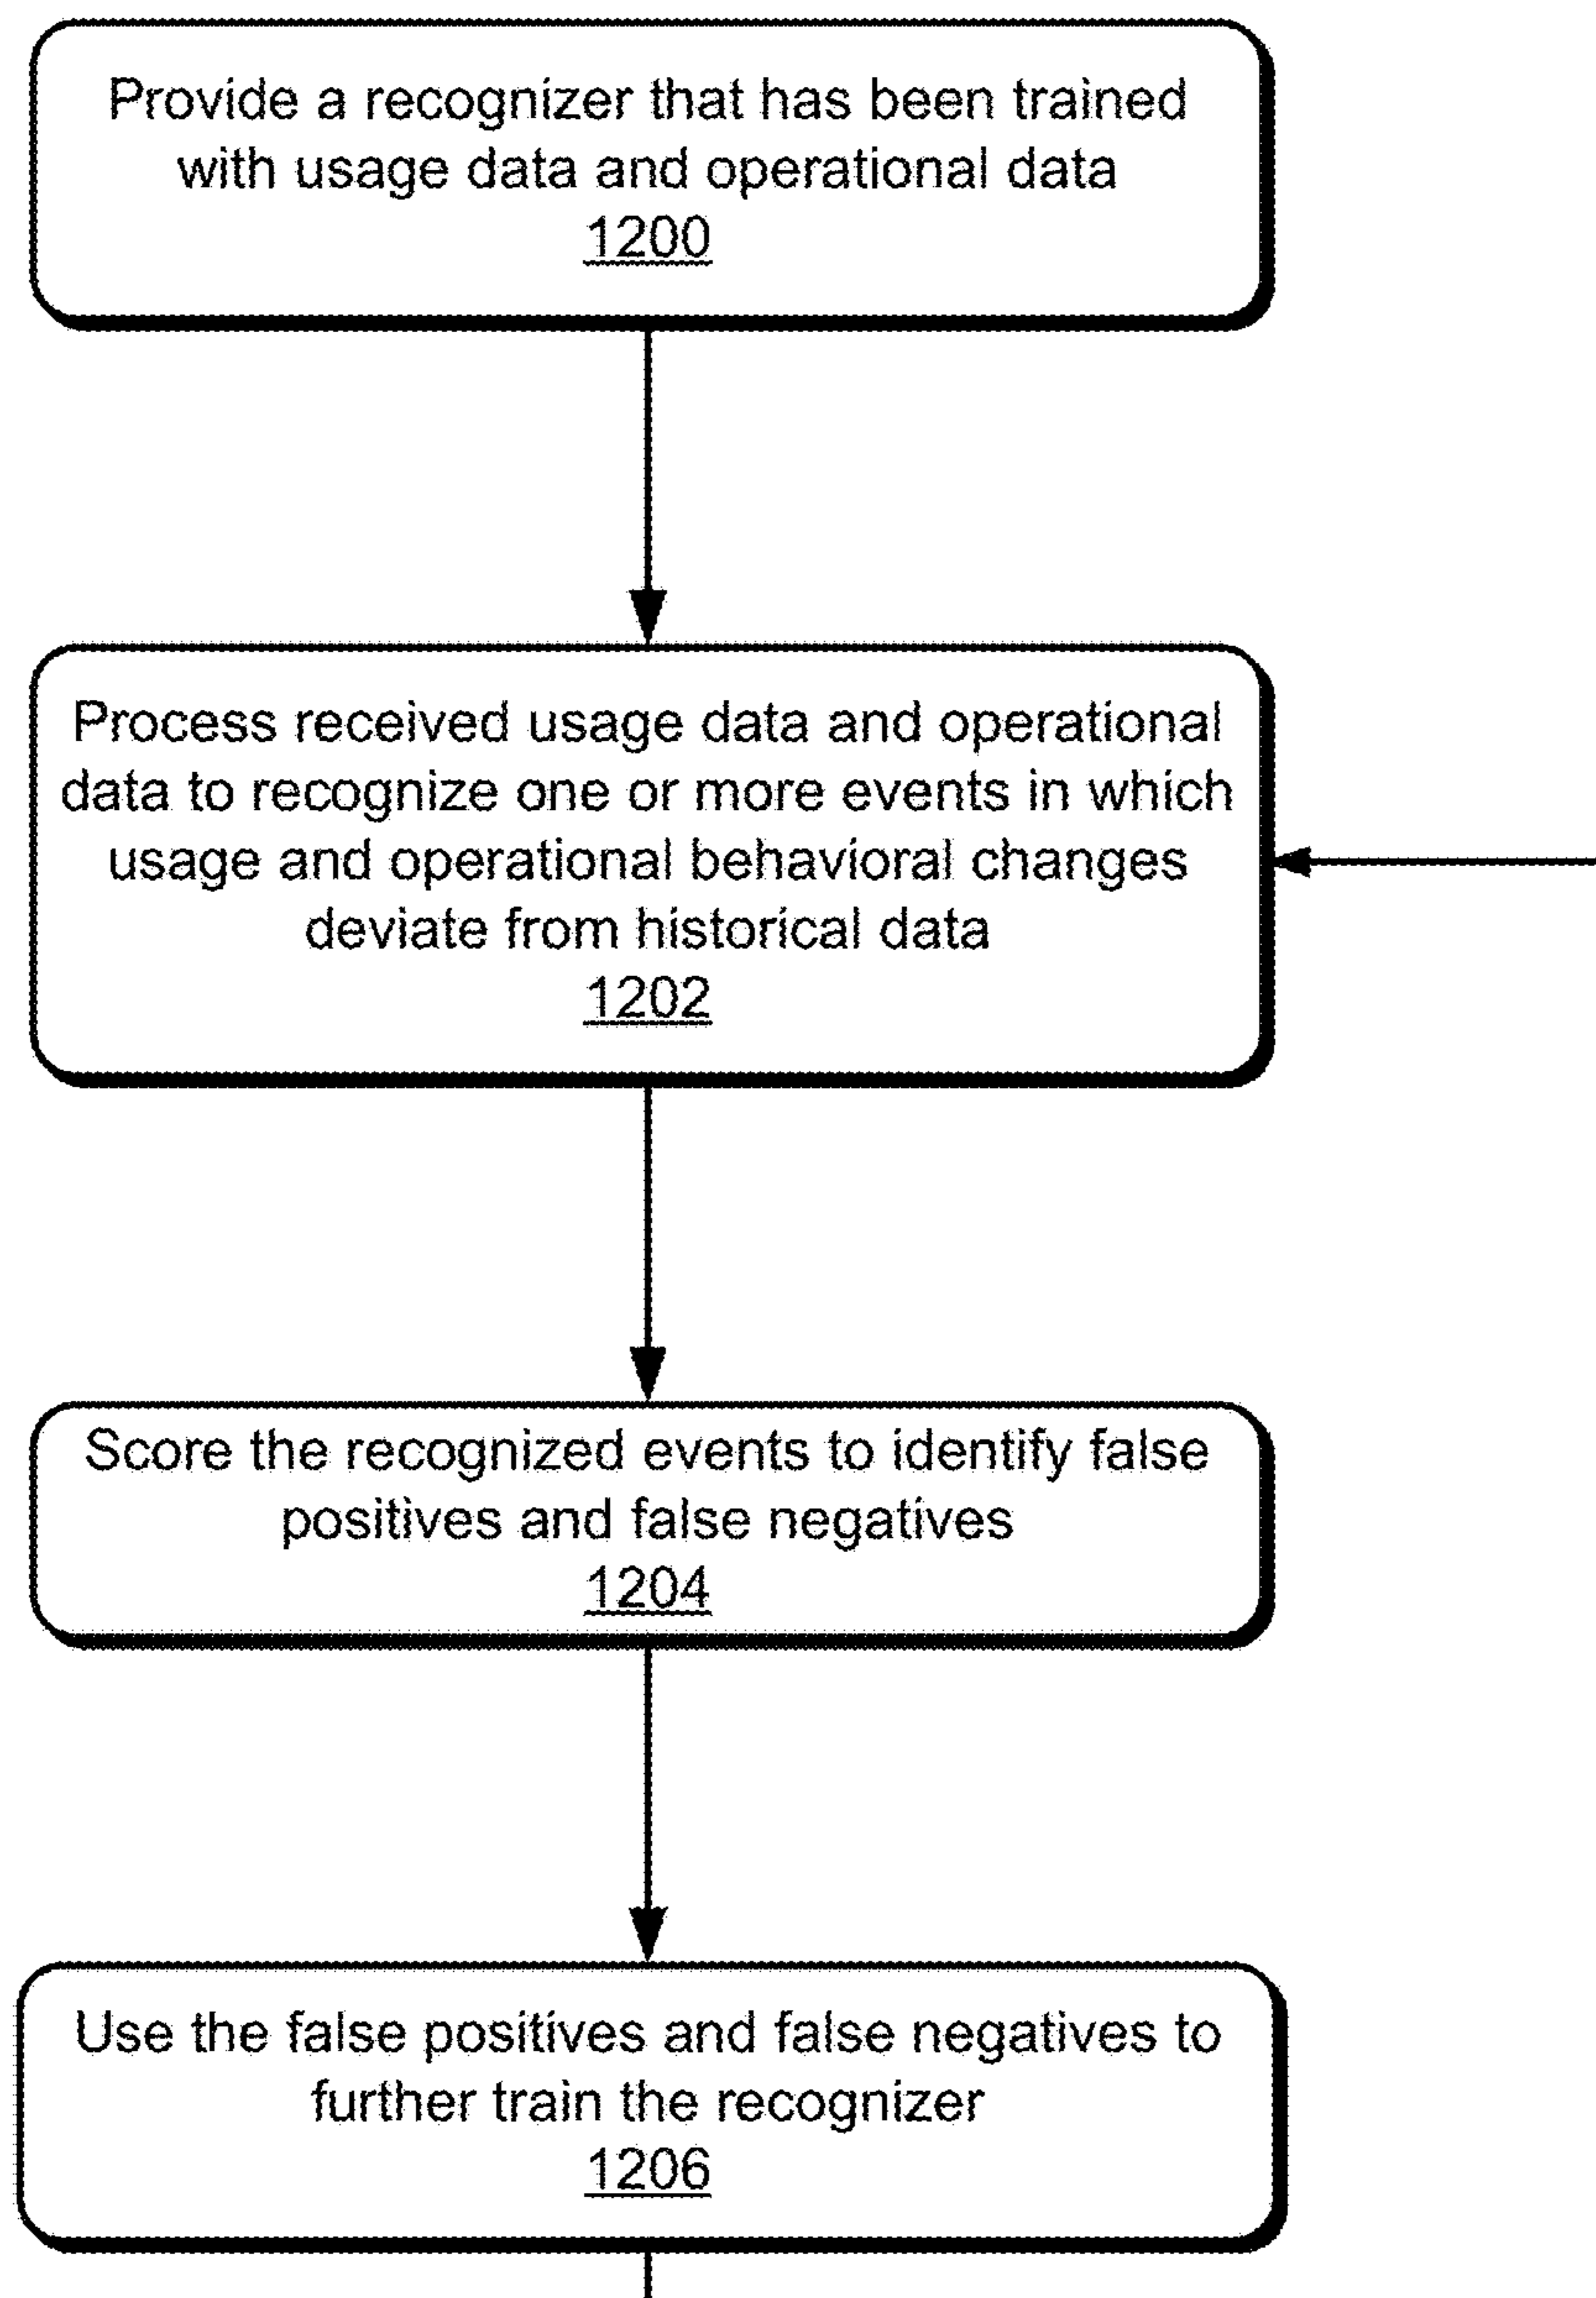 Provide a recognizer that has been trained
with usage data and operational data
1200
Process received usage data and operational
data to recognize one or more events in which
usage and operational behavioral changes
deviate from historical data
1202
Score the recognized events to identify false
positives and false negatives
1204
Use the false positives and false negatives to
further train the recognizer
1206